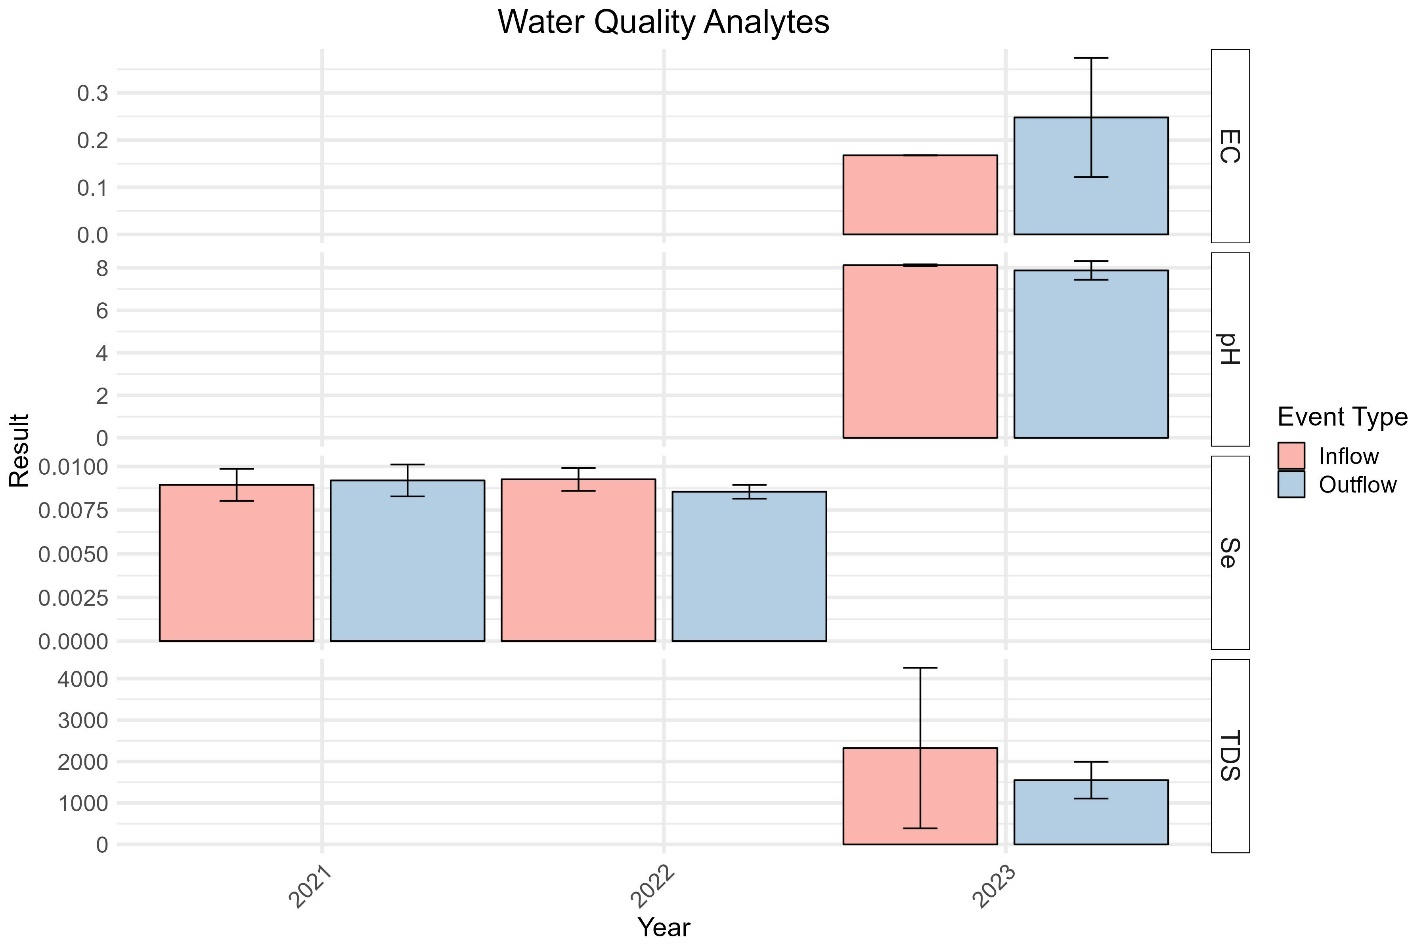 Water Quality Analytes
0.3
0.2
0.1
0.0
EC
8
6
4
2
0
pH
Result
0.0100
0.0075
0.0050
0.0025
0.0000
Se
4000
3000
2000
1000
0
TDS
2021
2022
2023
Year
Event Type
Inflow
Outflow